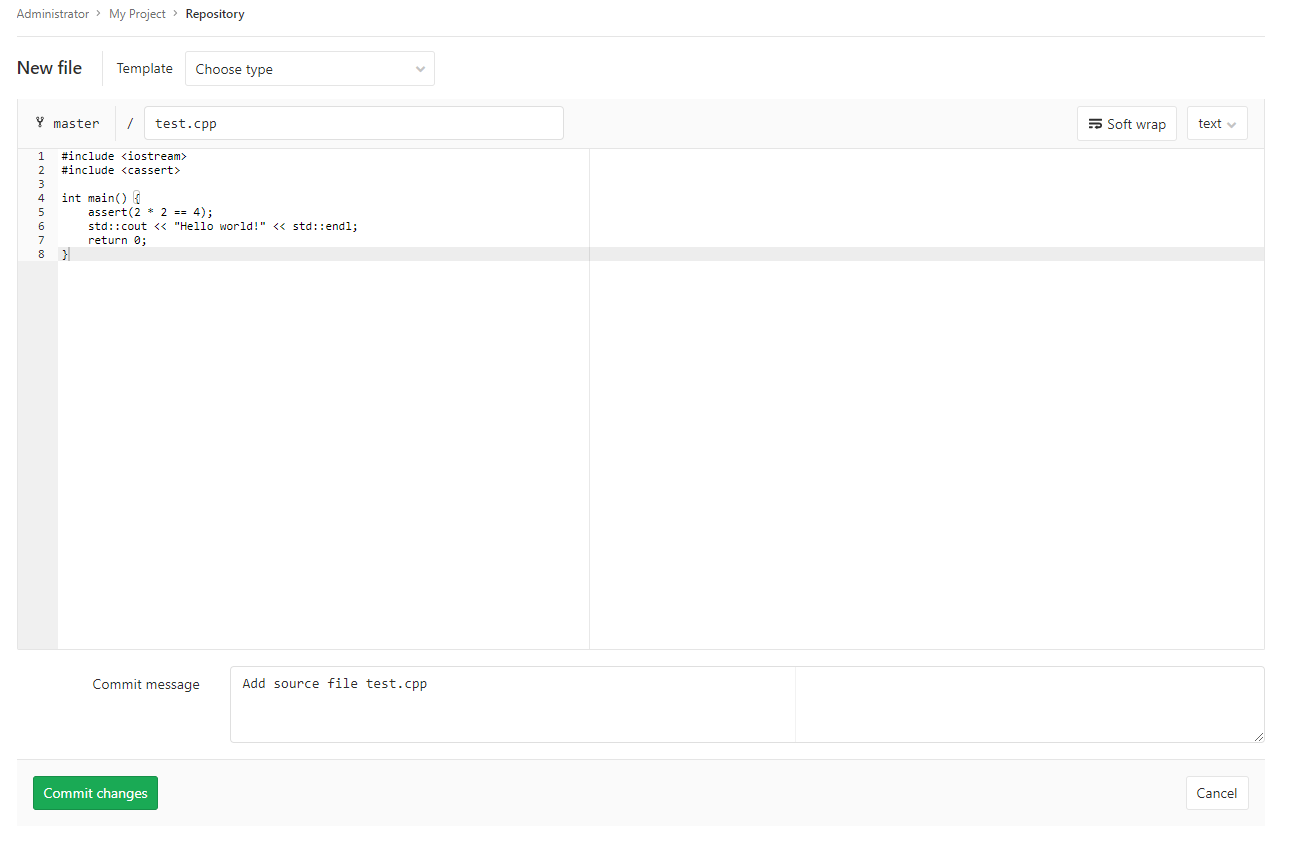 Administrator > My Project > Repository
New file Template Choose type
master / test.cpp Soft wrap text
1 #include <iostream>
2 #include <cassert>
3
4 int main() {
5     assert(2 * 2 == 4);
6     std::cout << "Hello world!" << std::endl;
7     return 0;
8 }
Commit message Add source file test.cpp
Commit changes Cancel